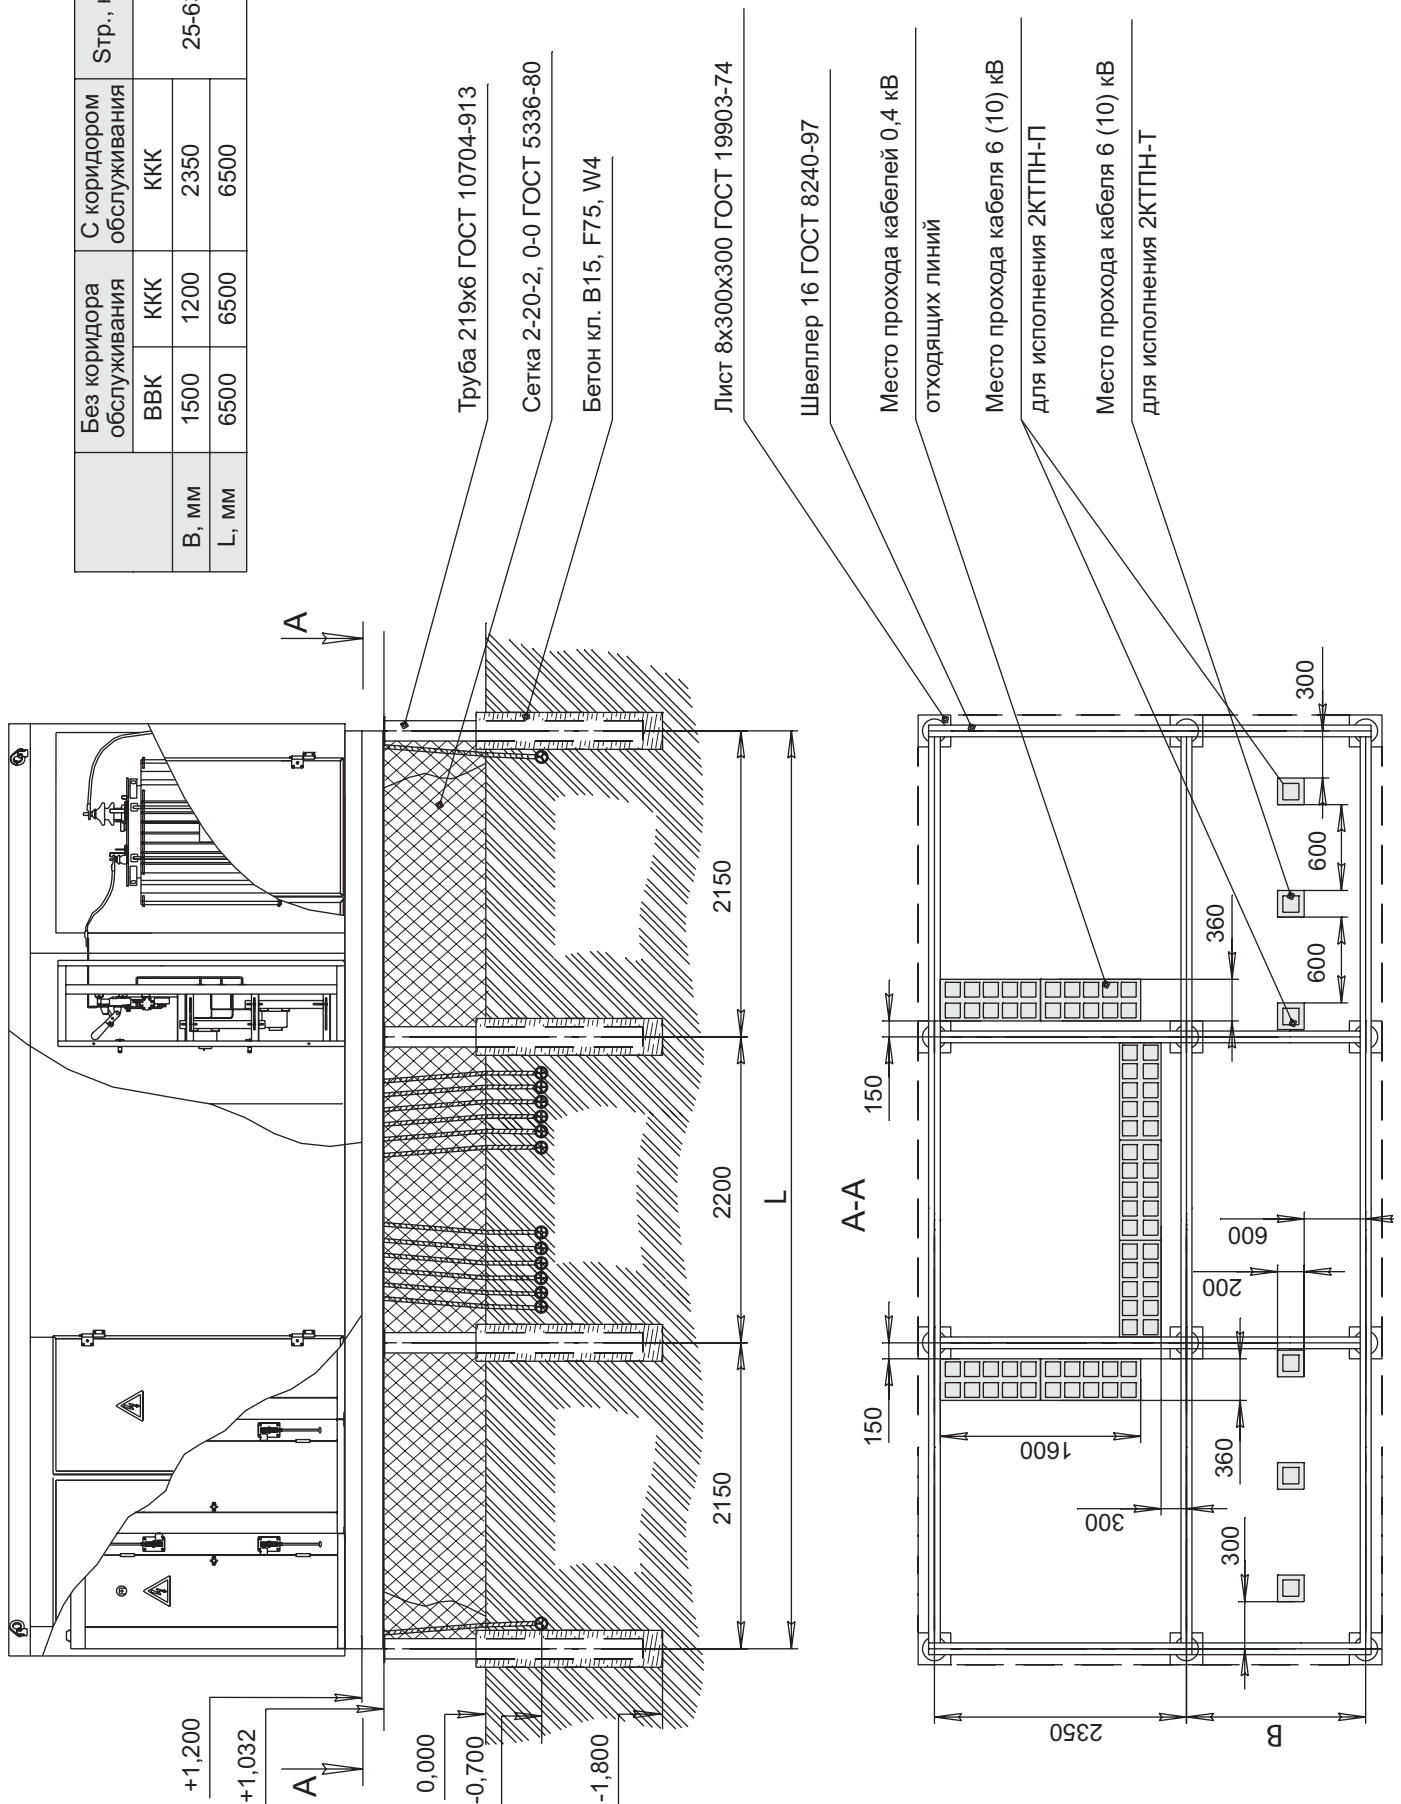 Без коридора обслуживания
С коридором обслуживания
Sтр.,
ВВК ККК ККК
В, мм 1500 1200 2350
L, мм 6500 6500 6500
А
А
+1,200
+1,032
0,000
-0,700
-1,800
Труба 219х6 ГОСТ 10704-913
Сетка 2-20-2, 0-0 ГОСТ 5336-80
Бетон кл. В15, F75, W4
2150
2200
2150
L
А-А
Лист 8х300х300 ГОСТ 19903-74
Швеллер 16 ГОСТ 8240-97
Место прохода кабелей 0,4 кВ
отходящих линий
Место прохода кабеля 6 (10) кВ
для исполнения 2КТПН-П
Место прохода кабеля 6 (10) кВ
для исполнения 2КТПН-Т
150
150
360
360
1600
300
300
300
600
600
600
200
2350
В